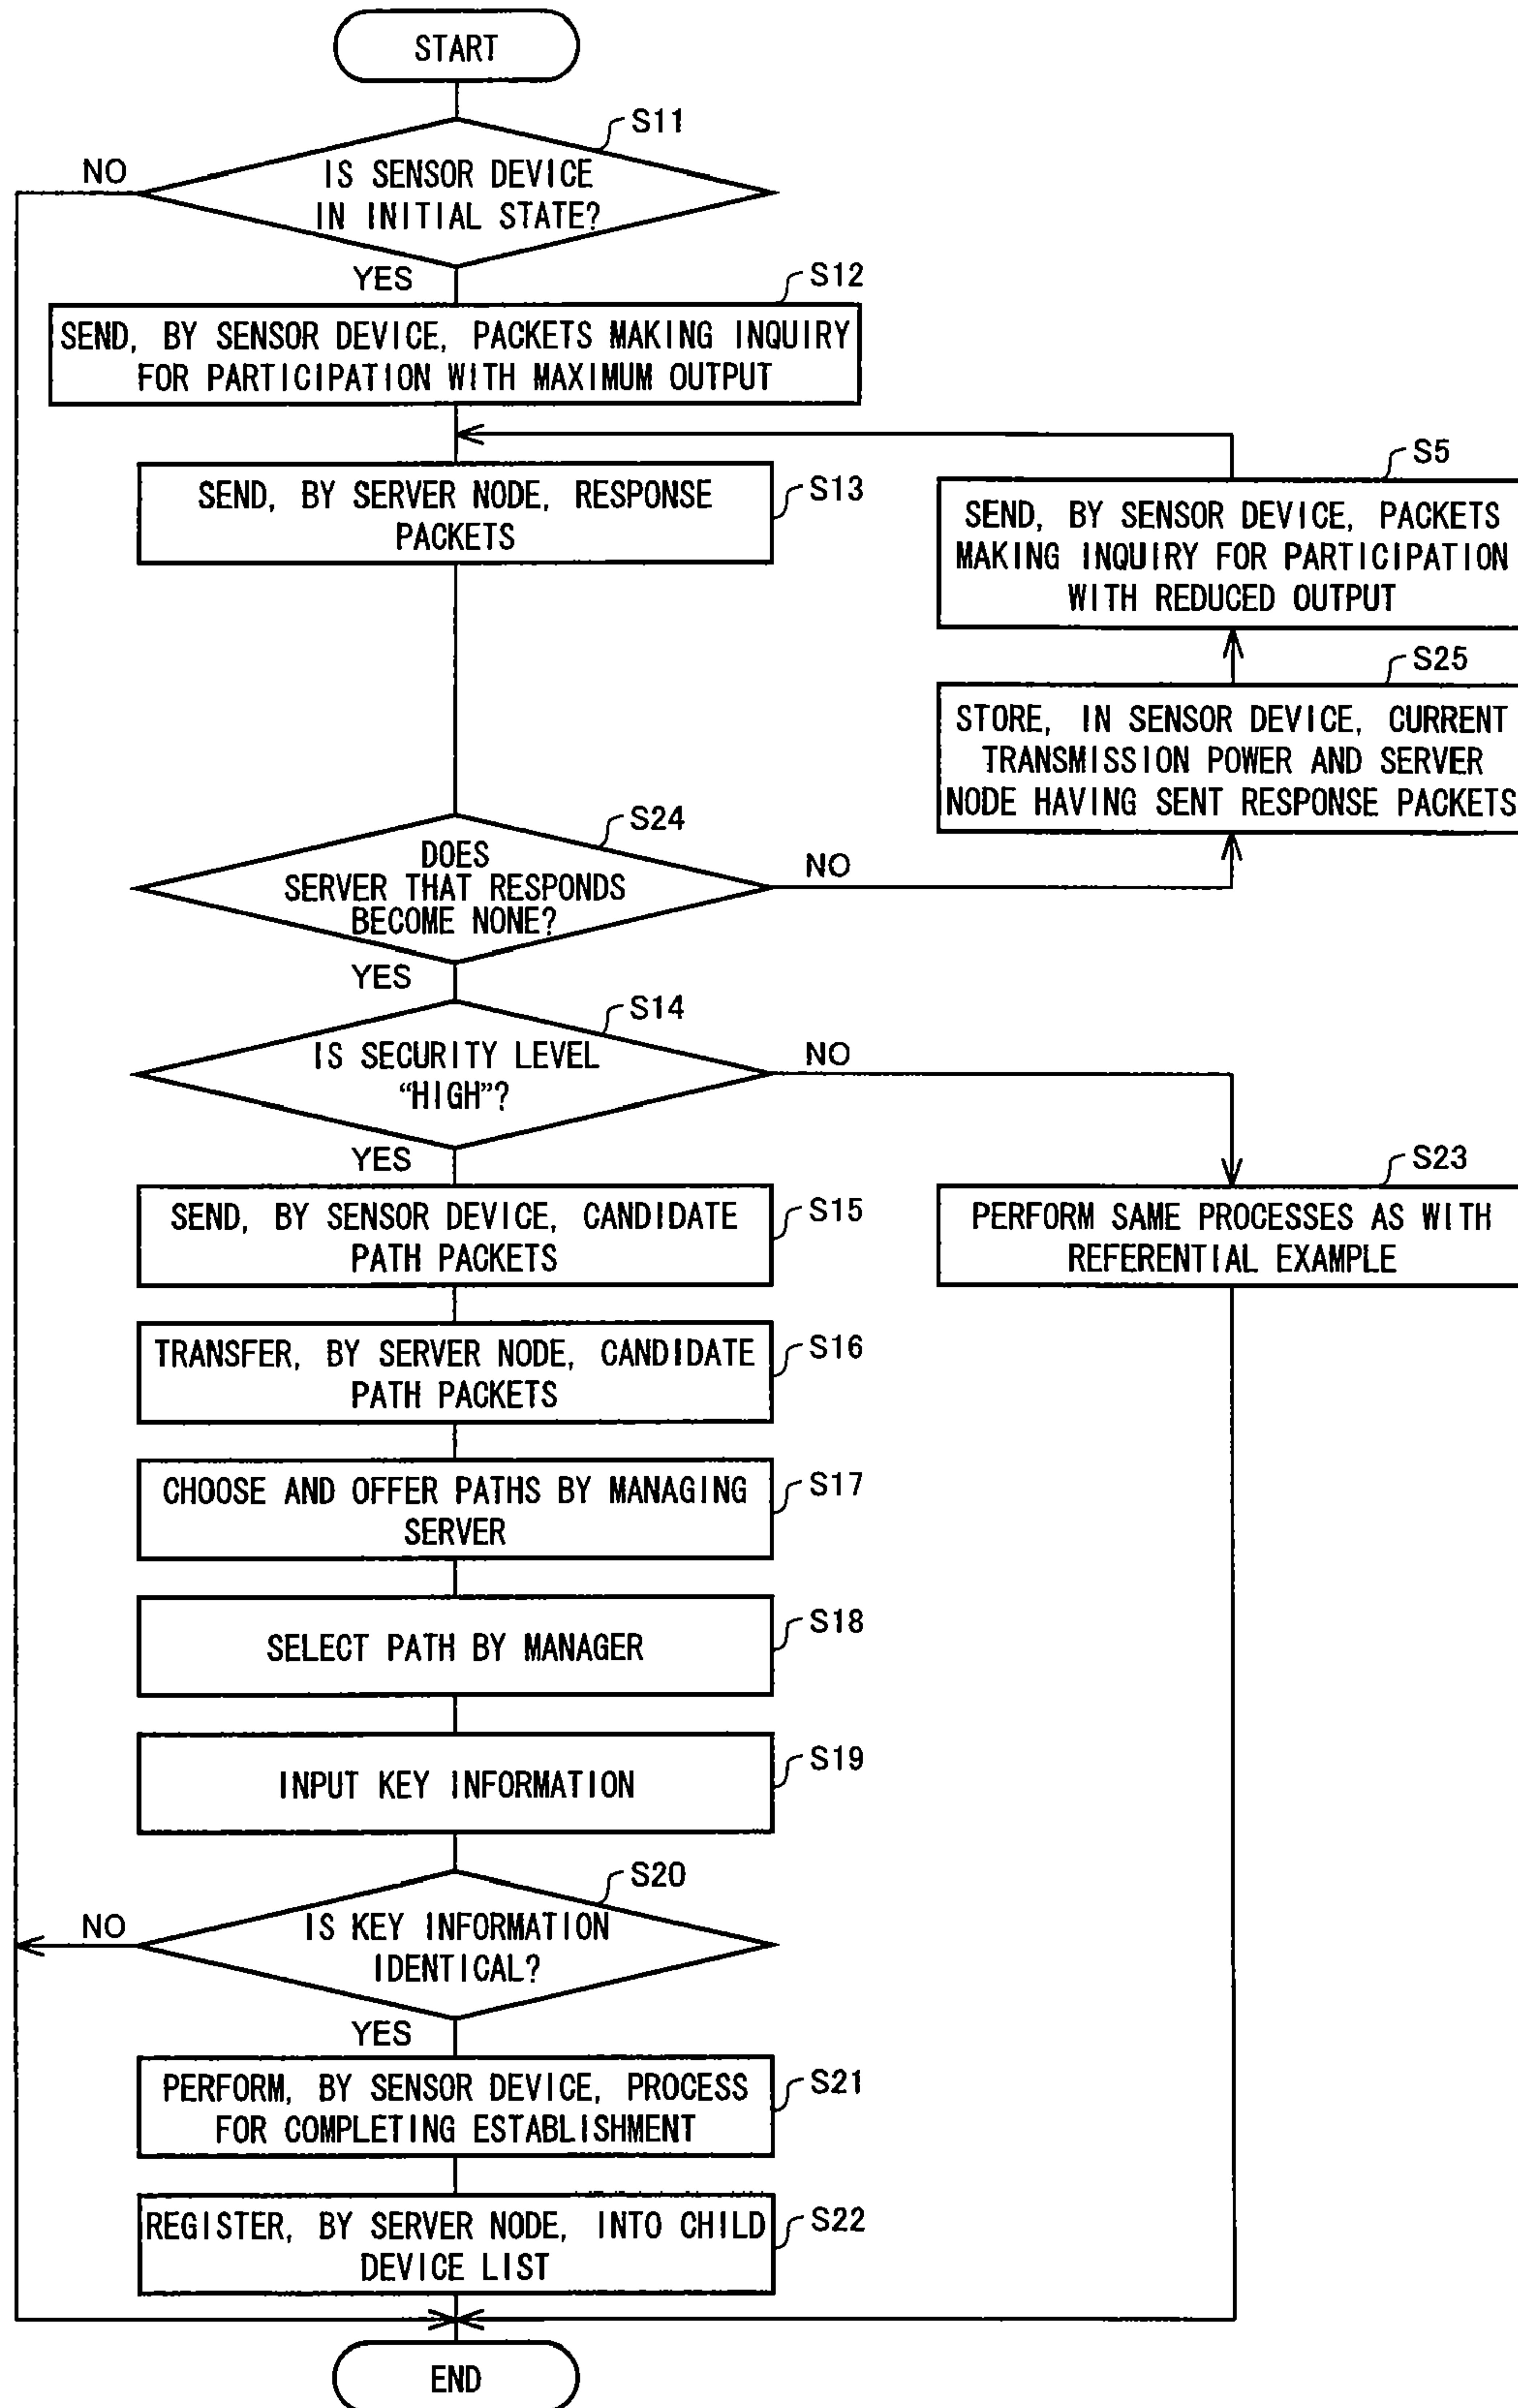 START
S11
NO
IS SENSOR DEVICE
IN INITIAL STATE?
YES
S12
SEND, BY SENSOR DEVICE, PACKETS MAKING INQUIRY
FOR PARTICIPATION WITH MAXIMUM OUTPUT
S13
SEND, BY SERVER NODE, RESPONSE
PACKETS
S5
SEND, BY SENSOR DEVICE, PACKETS
MAKING INQUIRY FOR PARTICIPATION
WITH REDUCED OUTPUT
S25
STORE, IN SENSOR DEVICE, CURRENT
TRANSMISSION POWER AND SERVER
NODE HAVING SENT RESPONSE PACKETS
S24
DOES
SERVER THAT RESPONDS
BECOME NONE?
NO
YES
S14
IS SECURITY LEVEL
“HIGH”?
NO
YES
S15
SEND, BY SENSOR DEVICE, CANDIDATE
PATH PACKETS
S23
PERFORM SAME PROCESSES AS WITH
REFERENTIAL EXAMPLE
S16
TRANSFER, BY SERVER NODE, CANDIDATE
PATH PACKETS
S17
CHOOSE AND OFFER PATHS BY MANAGING
SERVER
S18
SELECT PATH BY MANAGER
S19
INPUT KEY INFORMATION
S20
NO
IS KEY INFORMATION
IDENTICAL?
YES
S21
PERFORM, BY SENSOR DEVICE, PROCESS
FOR COMPLETING ESTABLISHMENT
S22
REGISTER, BY SERVER NODE, INTO CHILD
DEVICE LIST
END